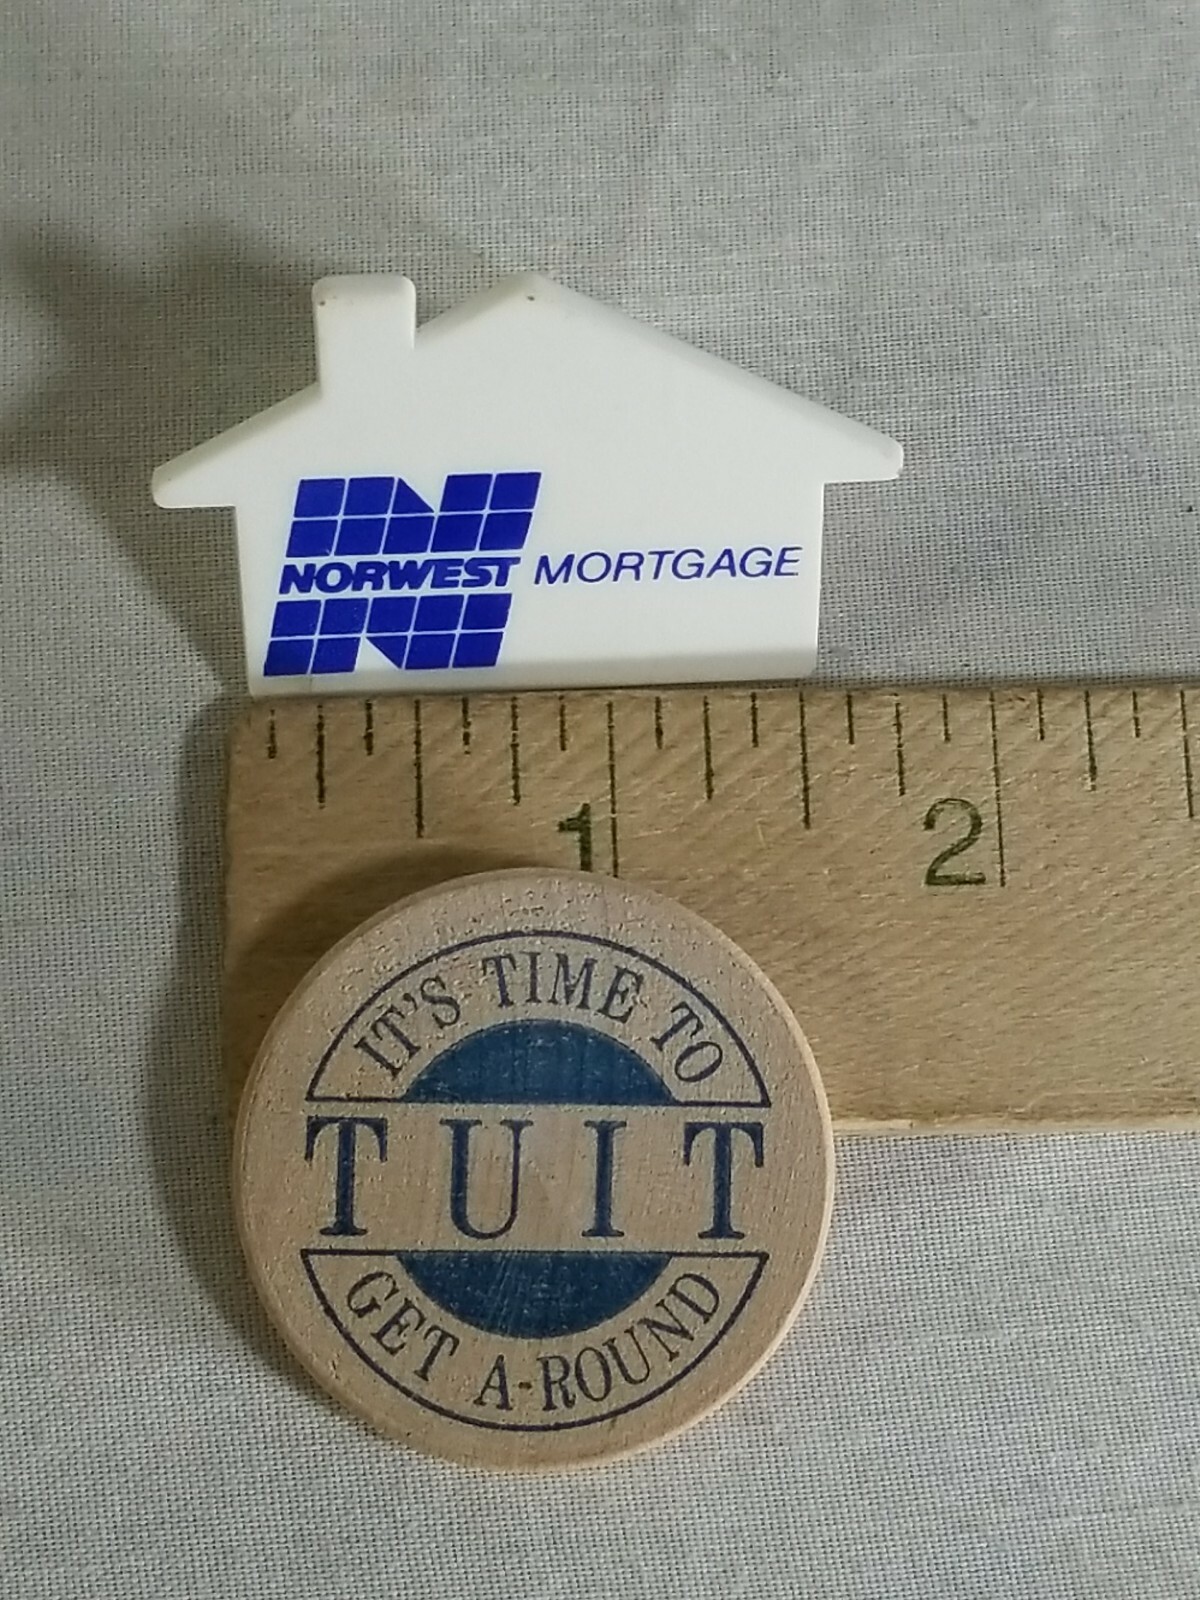 NORWEST MORTGAGE
1 2
IT'S TIME TO
TUIT
GET A-ROUND